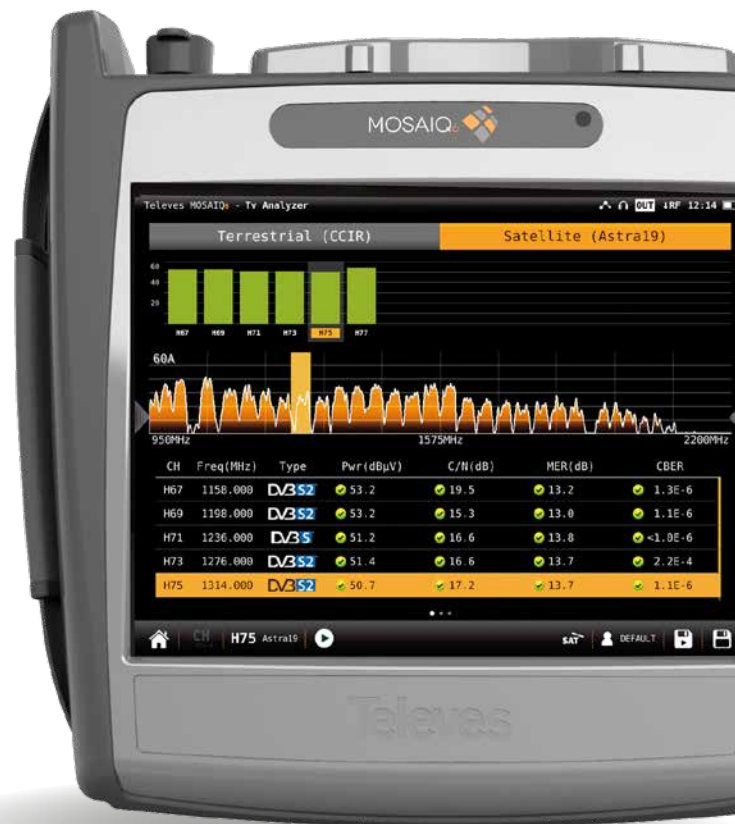 MOSAIQ6
Televes MOSAIQ6 - Tv Analyzer OUT ↓RF 12:14
Terrestrial (CCIR) Satellite (Astra19)
60
40
20
H67 H69 H71 H73 H75 H77
60A
950MHz 1575MHz 2200MHz
CH Freq(MHz) Type Pwr(dBµV) C/N(dB) MER(dB) CBER
H67 1158.000 DVB S2 53.2 19.5 13.2 1.3E-6
H69 1198.000 DVB S2 53.2 15.3 13.0 1.1E-6
H71 1236.000 DVB S 51.2 16.6 13.8 <1.0E-6
H73 1276.000 DVB S2 51.4 16.6 13.7 2.2E-4
H75 1314.000 DVB S2 50.7 17.2 13.7 1.1E-6
CH H75 Astra19 SAT DEFAULT
Televes